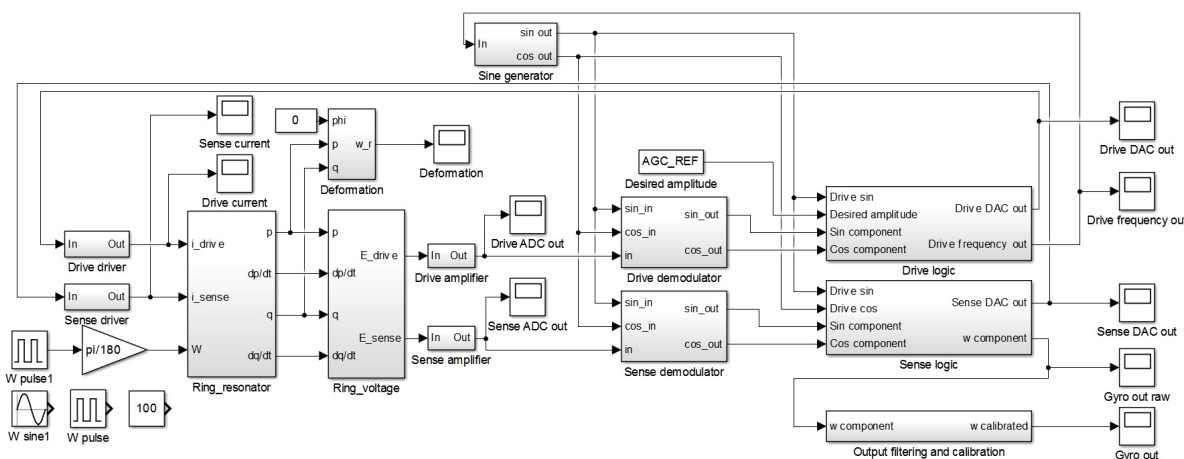 In
sin out
cos out
Sine generator
Sense current
Drive current
0
phi
p
q
w_r
Deformation
Deformation
Drive DAC out
Drive frequency out
AGC_REF
Desired amplitude
Drive sin
Desired amplitude
Sin component
Cos component
Drive DAC out
Drive frequency out
Drive logic
sin_in
cos_in
in
sin_out
cos_out
Drive demodulator
In
Out
Drive driver
In
Out
Sense driver
i_drive
i_sense
W
p
dp/dt
q
dq/dt
Ring_resonator
p
dp/dt
q
dq/dt
E_drive
E_sense
Ring_voltage
In
Out
Drive amplifier
Drive ADC out
In
Out
Sense amplifier
Sense ADC out
sin_in
cos_in
in
sin_out
cos_out
Sense demodulator
Drive sin
Drive cos
Sin component
Cos component
Sense DAC out
w component
Sense logic
Sense DAC out
Gyro out raw
W pulse1
pi/180
W sine1
W pulse
100
w component
w calibrated
Output filtering and calibration
Gyro out